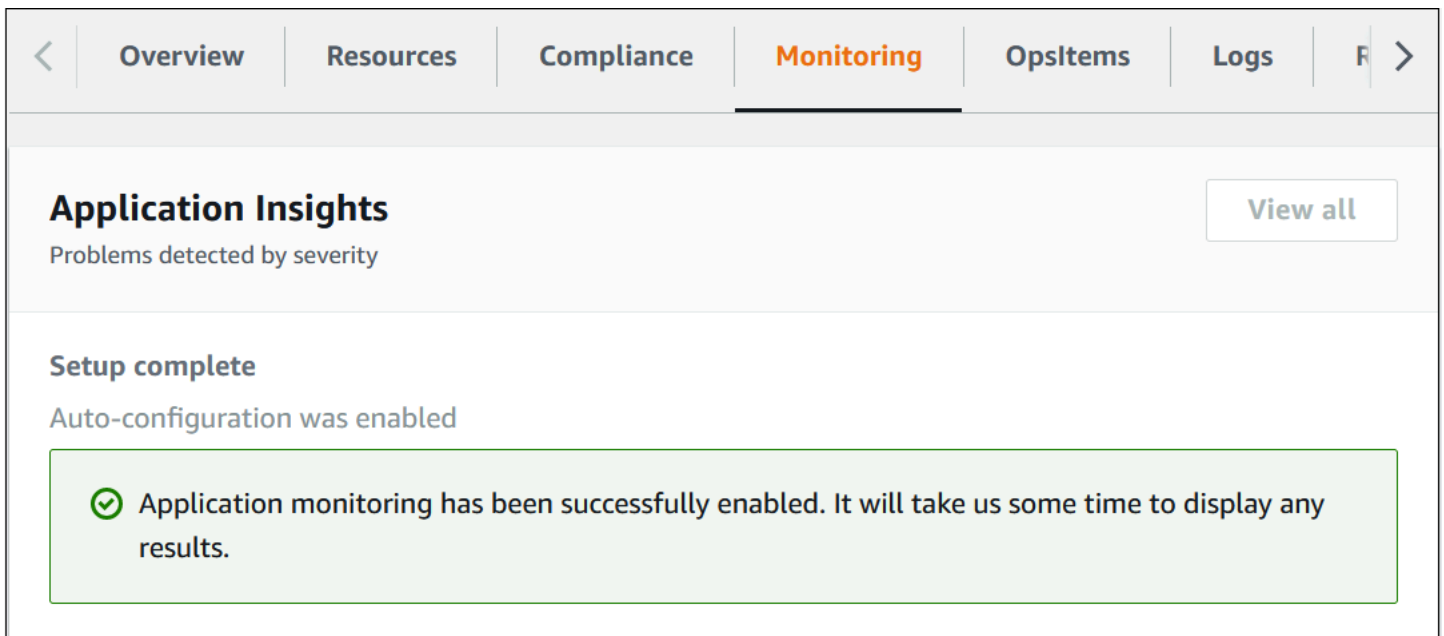 Overview Resources Compliance Monitoring OpsItems Logs
Application Insights
View all
Problems detected by severity
Setup complete
Auto-configuration was enabled
Application monitoring has been successfully enabled. It will take us some time to display any
results.